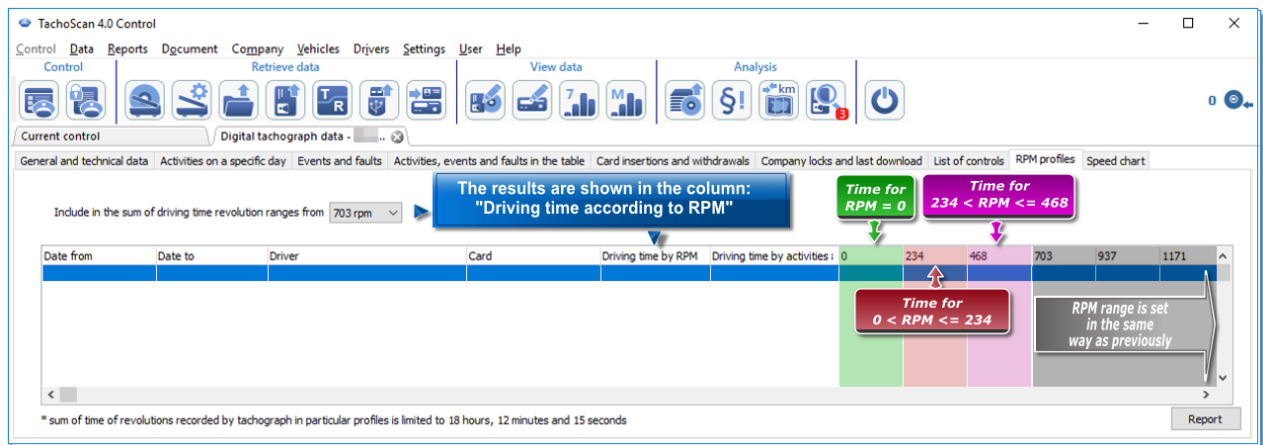 TachoScan 4.0 Control
Control Data Reports Document Company Vehicles Drivers Settings User Help
Control Retrieve data View data Analysis
T R 7 M §! km 3 0
Current control Digital tachograph data - ..
General and technical data Activities on a specific day Events and faults Activities, events and faults in the table Card insertions and withdrawals Company locks and last download List of controls RPM profiles Speed chart
The results are shown in the column:
"Driving time according to RPM"
Time for
RPM = 0
Time for
234 < RPM <= 468
Include in the sum of driving time revolution ranges from 703 rpm
Date from Date to Driver Card Driving time by RPM Driving time by activities 0 234 468 703 937 1171
Time for
0 < RPM <= 234
RPM range is set
in the same
way as previously
* sum of time of revolutions recorded by tachograph in particular profiles is limited to 18 hours, 12 minutes and 15 seconds
Report